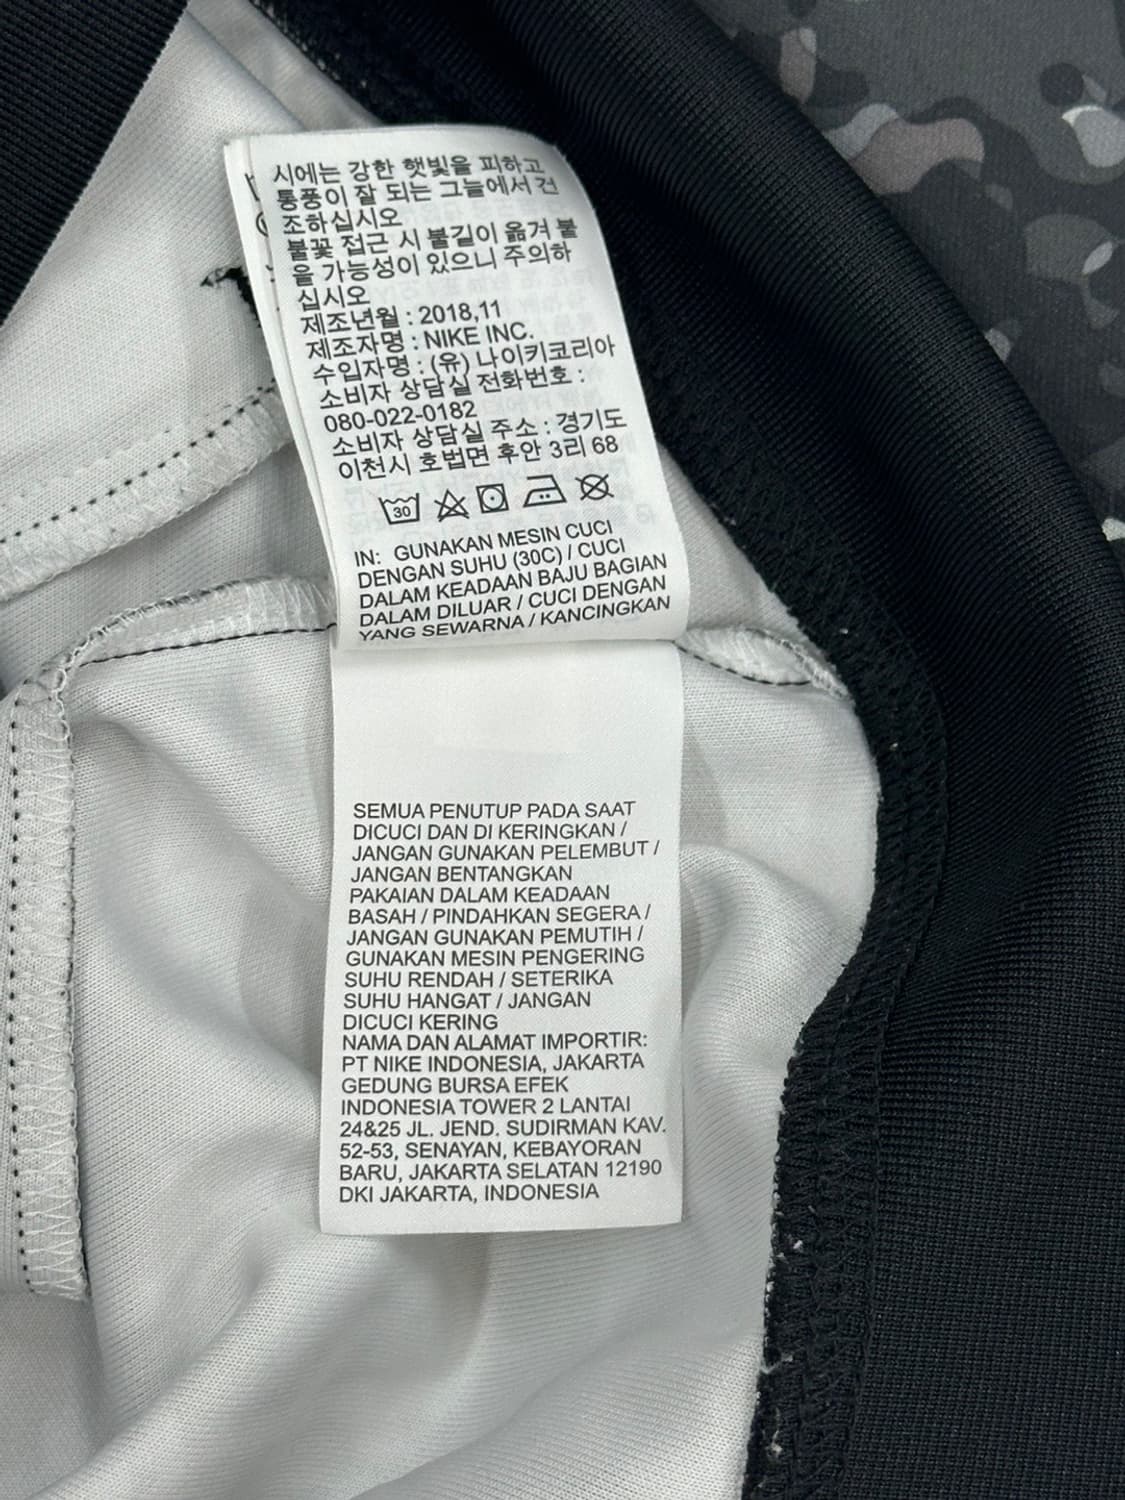 시에는 강한 햇빛을 피하고
통풍이 잘 되는 그늘에서 건
조하십시오
불꽃 접근 시 불길이 옮겨 붙
을 가능성이 있으니 주의하
십시오
제조년월 : 2018,11
제조자명 : NIKE INC.
수입자명 : (유) 나이키코리아
소비자 상담실 전화번호 :
080-022-0182
소비자 상담실 주소 : 경기도
이천시 호법면 후안 3리 68
30
IN: GUNAKAN MESIN CUCI
DENGAN SUHU (30C) / CUCI
DALAM KEADAAN BAJU BAGIAN
DALAM DILUAR / CUCI DENGAN
YANG SEWARNA / KANCINGKAN
SEMUA PENUTUP PADA SAAT
DICUCI DAN DI KERINGKAN /
JANGAN GUNAKAN PELEMBUT /
JANGAN BENTANGKAN
PAKAIAN DALAM KEADAAN
BASAH / PINDAHKAN SEGERA /
JANGAN GUNAKAN PEMUTIH /
GUNAKAN MESIN PENGERING
SUHU RENDAH / SETERIKA
SUHU HANGAT / JANGAN
DICUCI KERING
NAMA DAN ALAMAT IMPORTIR:
PT NIKE INDONESIA, JAKARTA
GEDUNG BURSA EFEK
INDONESIA TOWER 2 LANTAI
24&25 JL. JEND. SUDIRMAN KAV.
52-53, SENAYAN, KEBAYORAN
BARU, JAKARTA SELATAN 12190
DKI JAKARTA, INDONESIA